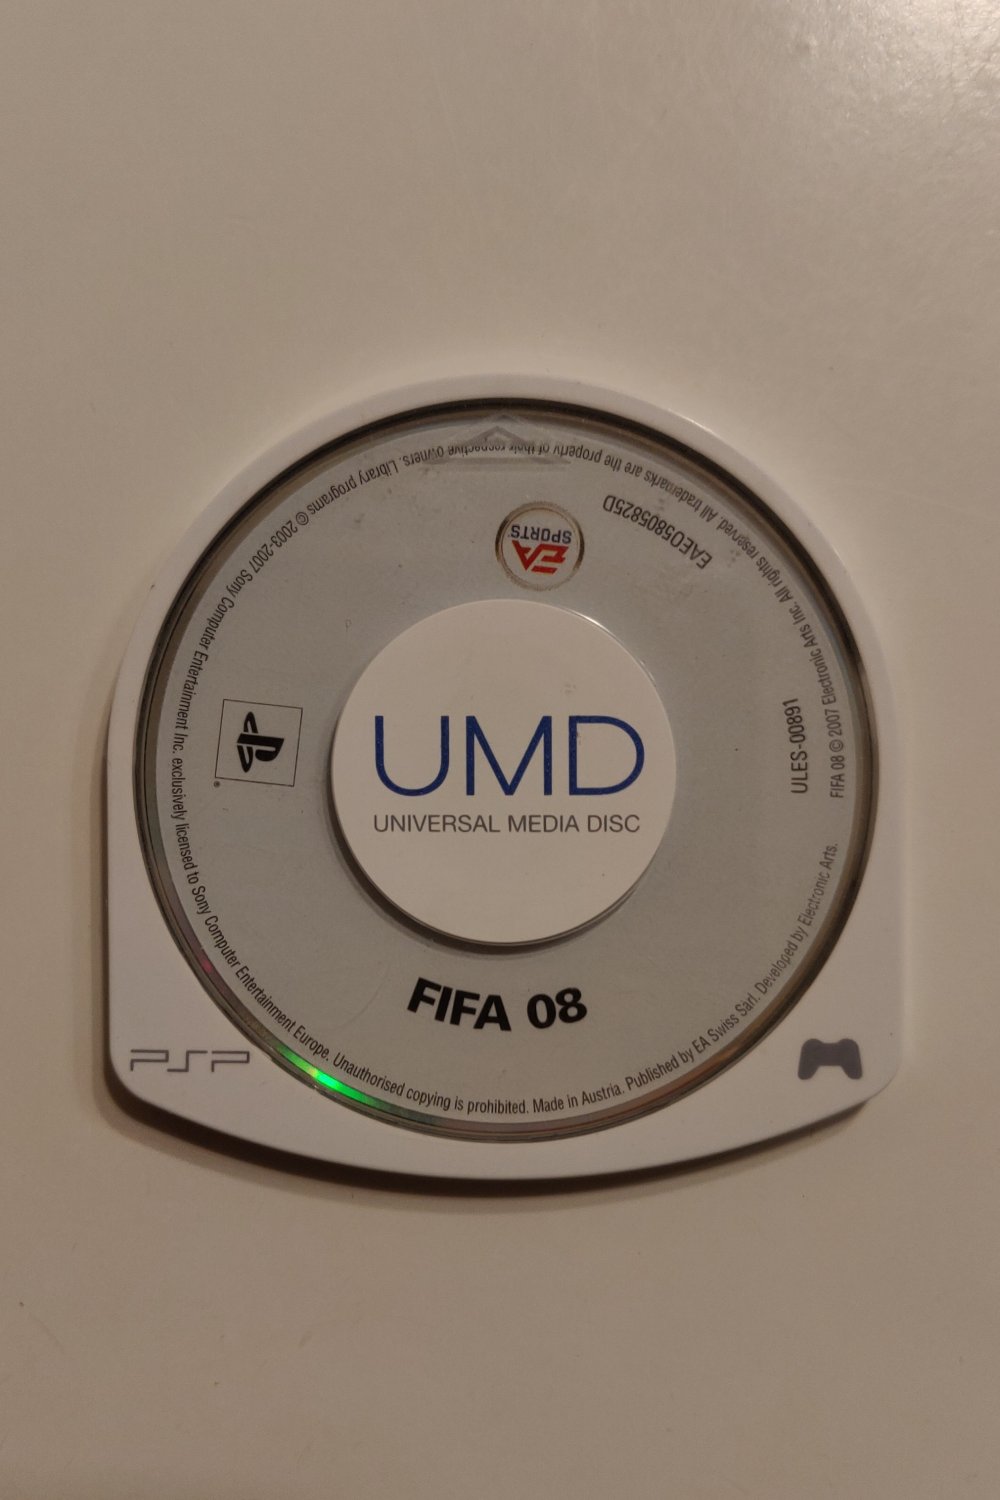 UMD
UNIVERSAL MEDIA DISC
FIFA 08
EA
SPORTS
EAE05805825D
ULES-00891
FIFA 08 © 2007 Electronic Arts Inc. All rights reserved. All trademarks are the property of their respective owners. Library programs © 2003-2007 Sony Computer Entertainment Inc. exclusively licensed to Sony Computer Entertainment Europe. Unauthorised copying is prohibited. Made in Austria. Published by EA Swiss Sàrl. Developed by Electronic Arts.
PSP